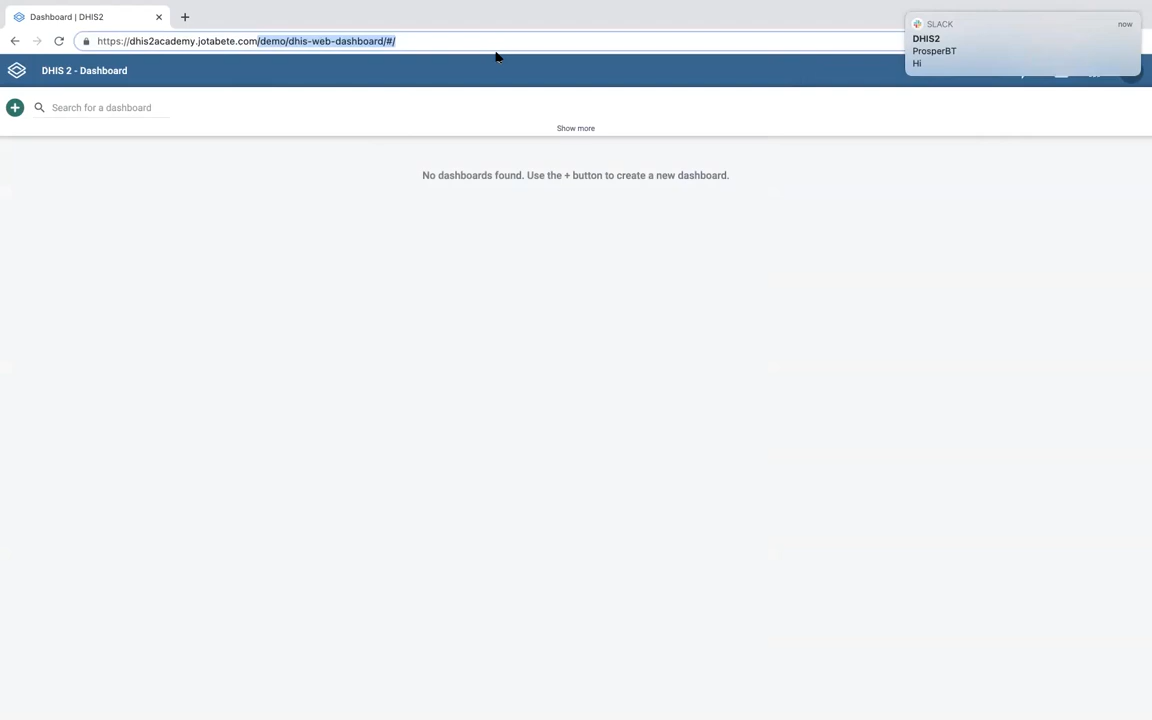 Dashboard | DHIS2
https://dhis2academy.jotabete.com/demo/dhis-web-dashboard/#/
SLACK
now
DHIS2
ProsperBT
Hi
DHIS 2 - Dashboard
Search for a dashboard
Show more
No dashboards found. Use the + button to create a new dashboard.